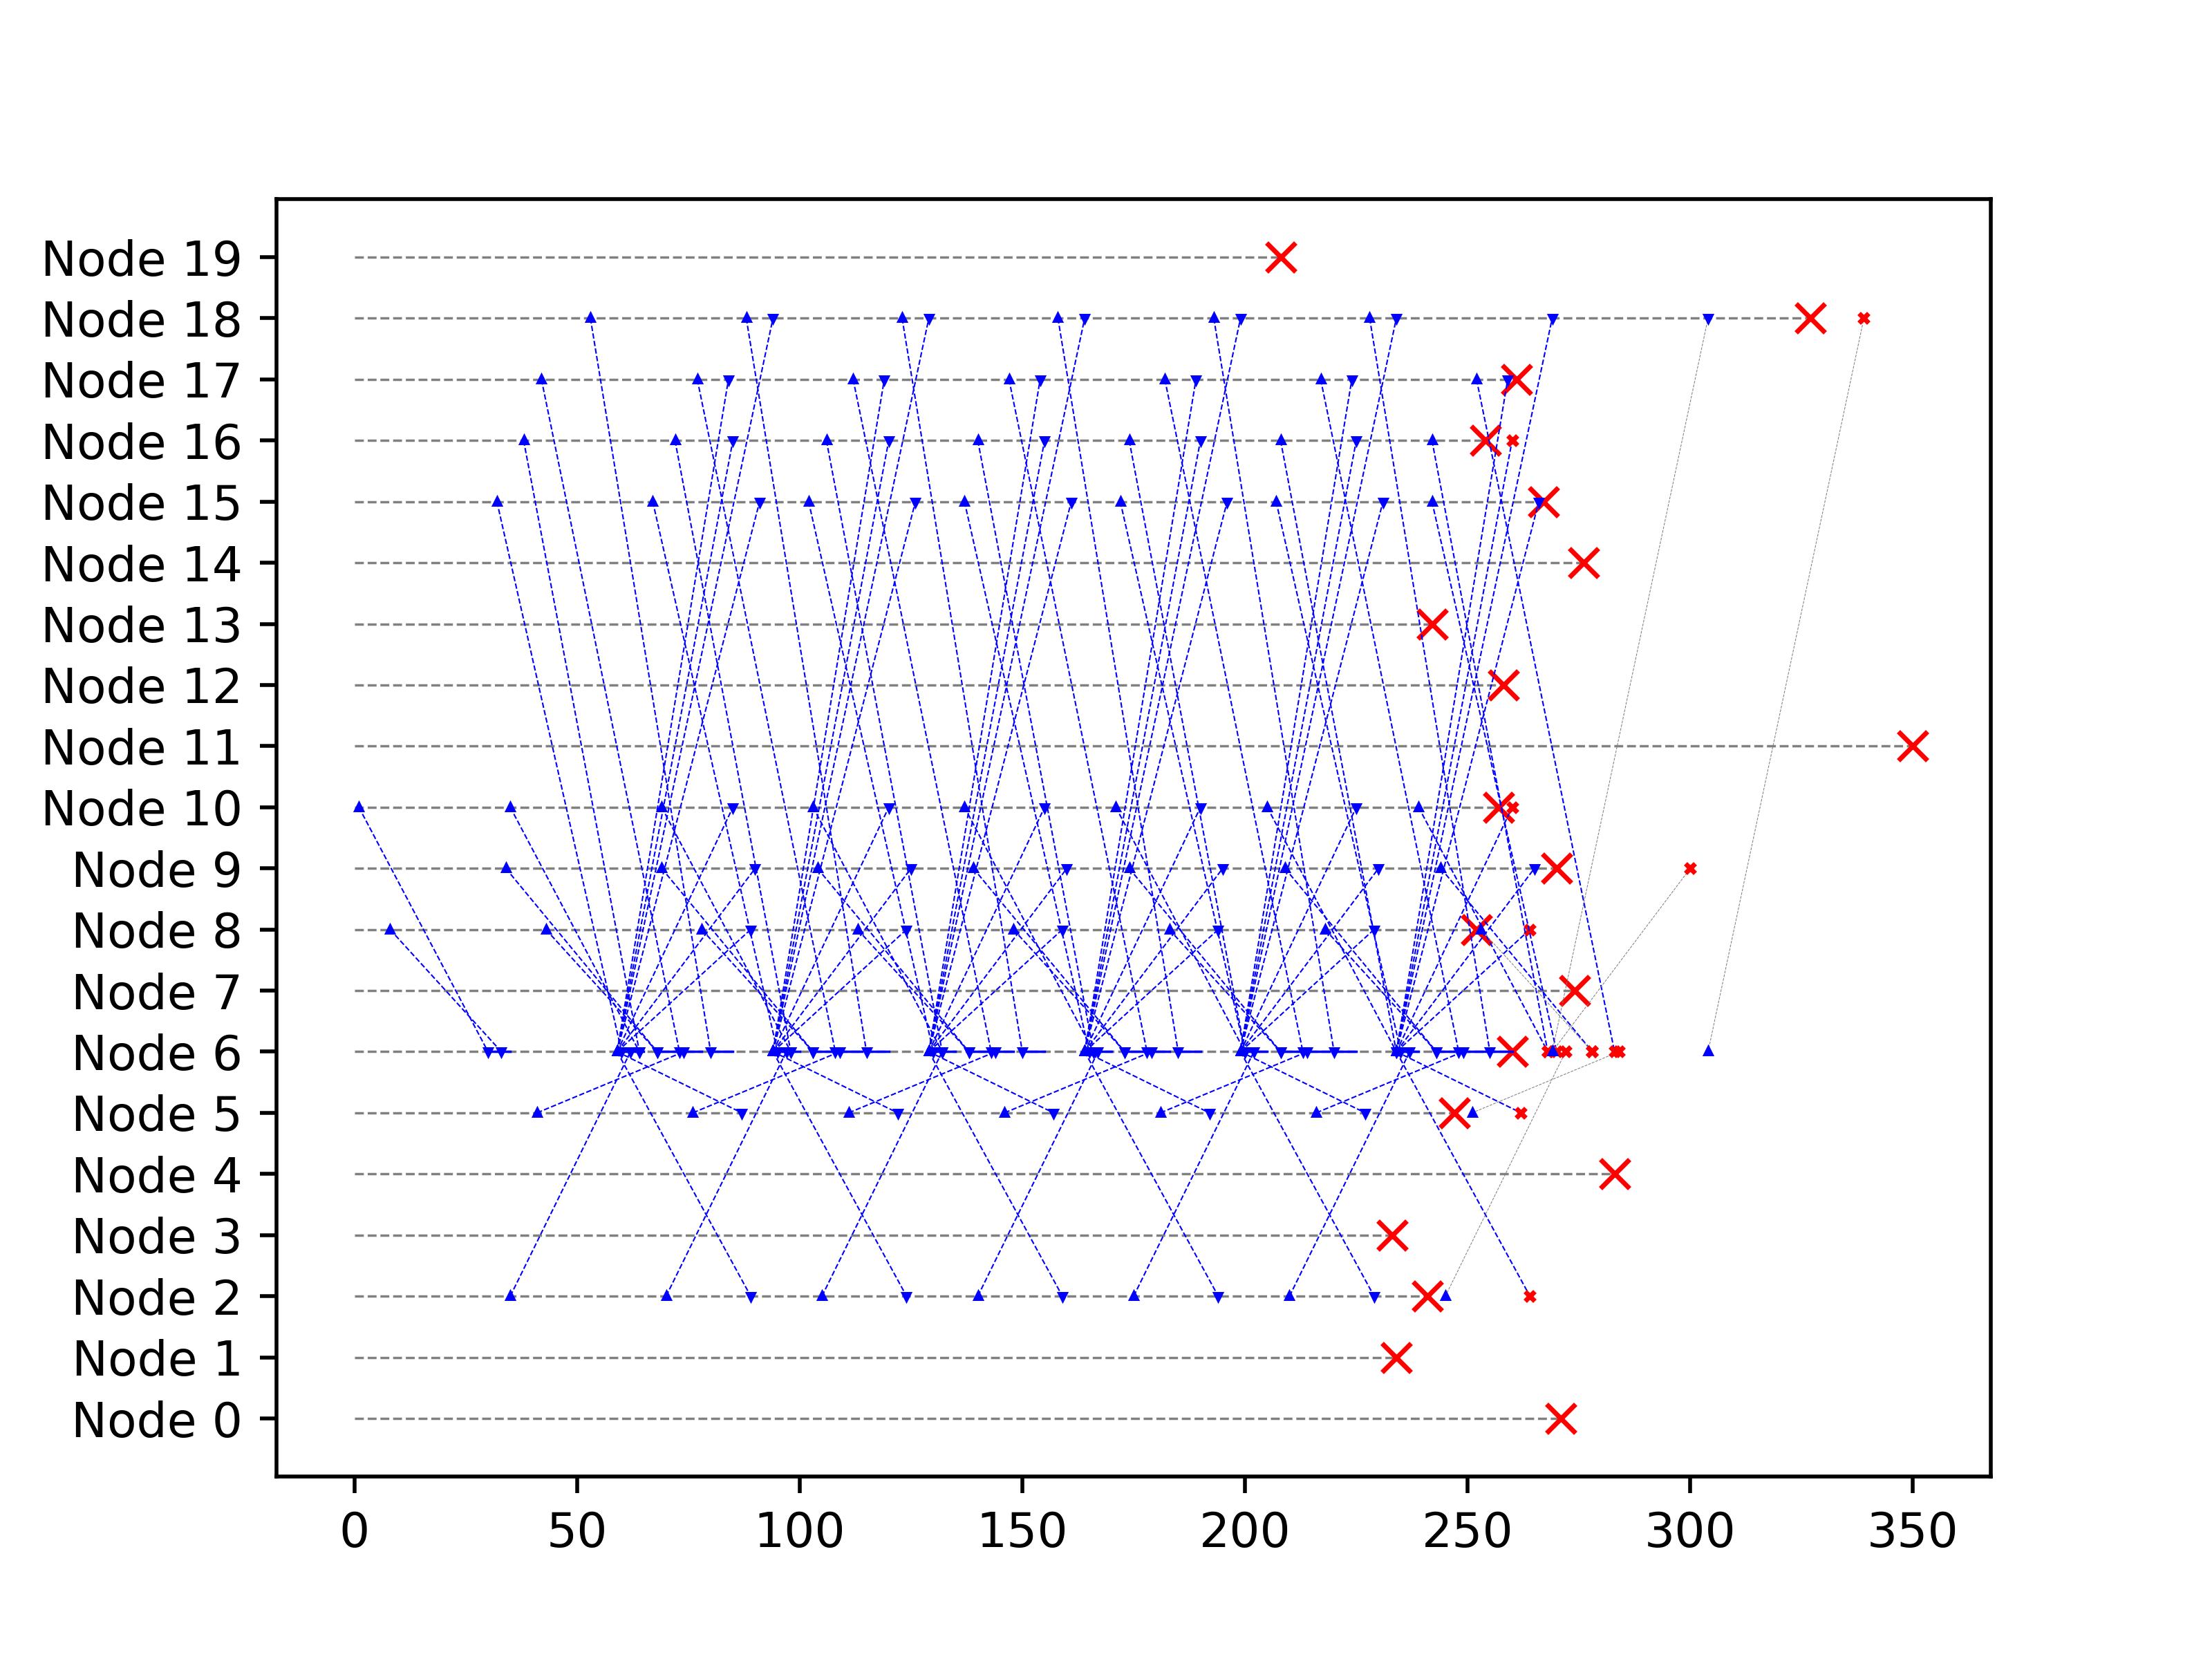 Node 19
Node 18
Node 17
Node 16
Node 15
Node 14
Node 13
Node 12
Node 11
Node 10
Node 9
Node 8
Node 7
Node 6
Node 5
Node 4
Node 3
Node 2
Node 1
Node 0
0 50 100 150 200 250 300 350